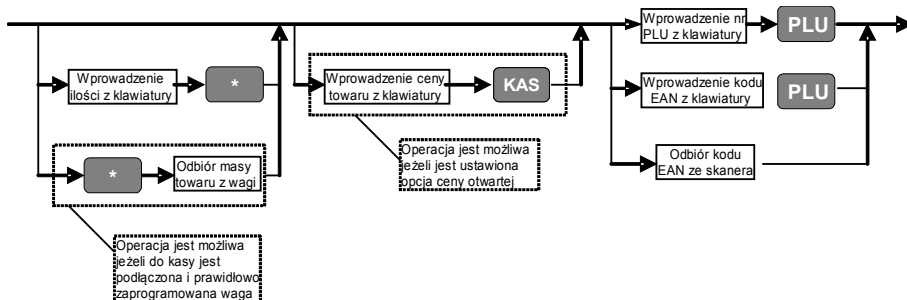 Wprowadzenie
ilości z klawiatury
*
*
Odbiór masy
towaru z wagi
Operacja jest możliwa
jeżeli do kasy jest
podłączona i prawidłowo
zaprogramowana waga
Wprowadzenie ceny
towaru z klawiatury
KAS
Operacja jest możliwa
jeżeli jest ustawiona
opcja ceny otwartej
Wprowadzenie nr
PLU z klawiatury
PLU
Wprowadzenie kodu
EAN z klawiatury
PLU
Odbiór kodu
EAN ze skanera